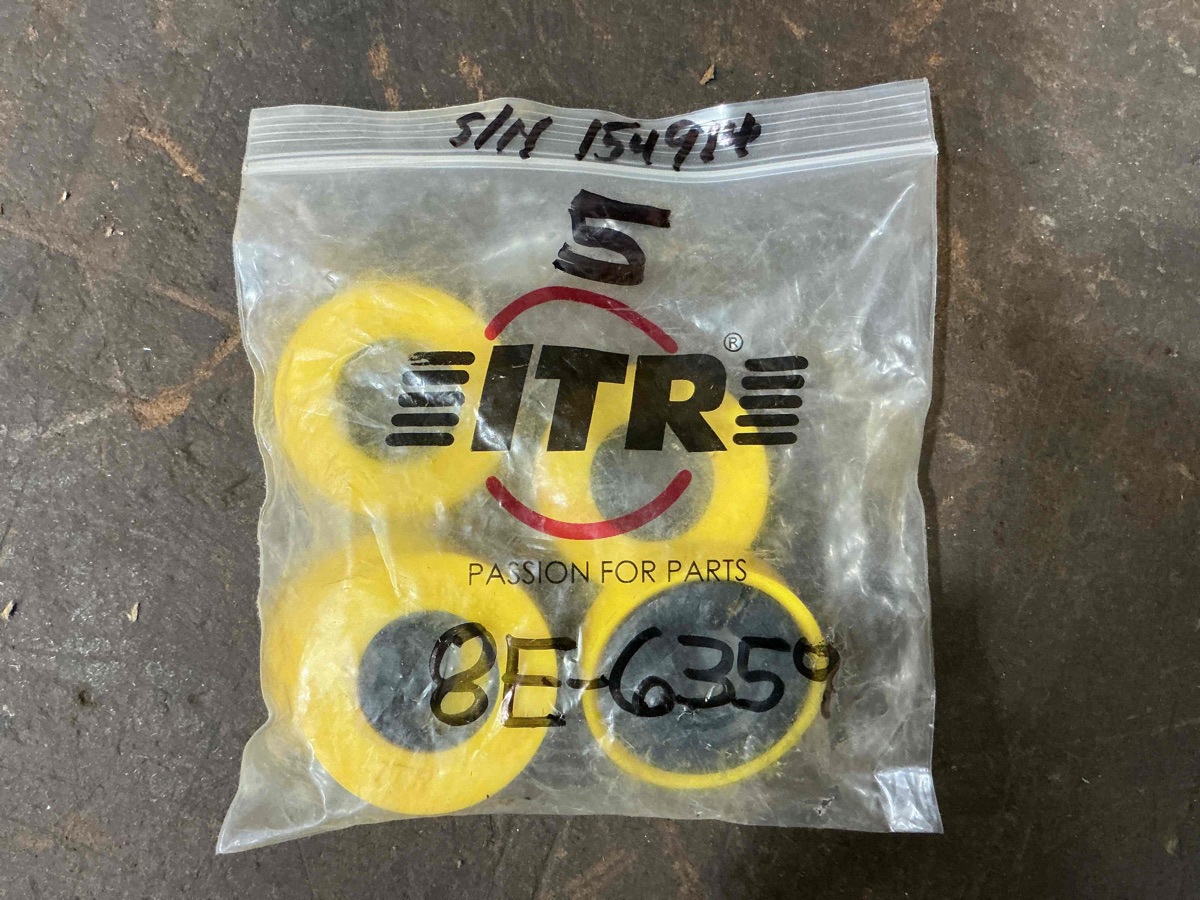 S/N 154914
5
ITR®
PASSION FOR PARTS
8E-6359